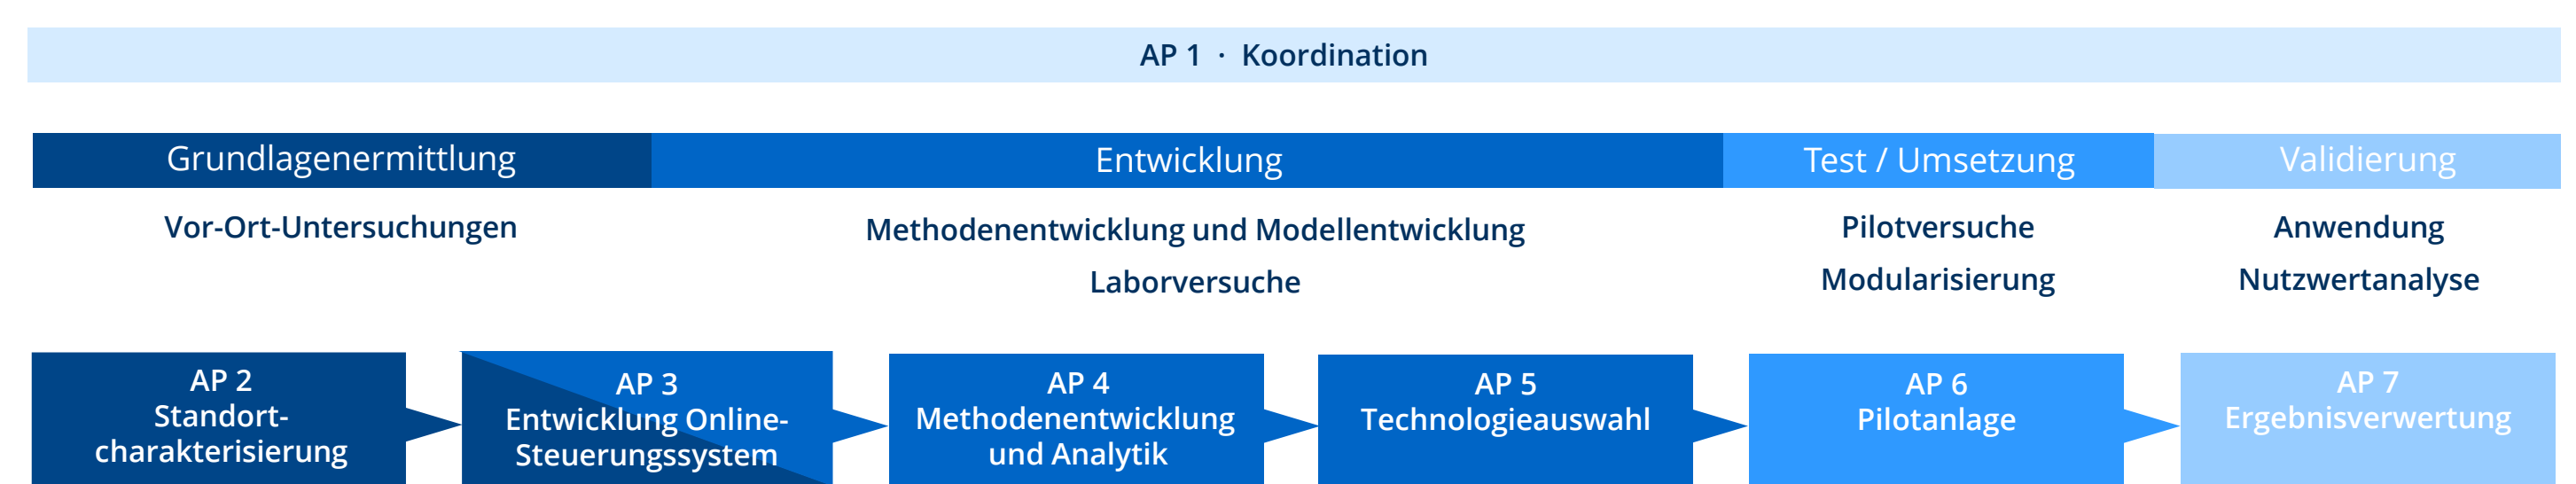 AP 1 · Koordination
Grundlagenermittlung
Entwicklung
Test / Umsetzung
Validierung
Vor-Ort-Untersuchungen
Methodenentwicklung und Modellentwicklung
Laborversuche
Pilotversuche
Modularisierung
Anwendung
Nutzwertanalyse
AP 2
Standort-
charakterisierung
AP 3
Entwicklung Online-
Steuerungssystem
AP 4
Methodenentwicklung
und Analytik
AP 5
Technologieauswahl
AP 6
Pilotanlage
AP 7
Ergebnisverwertung